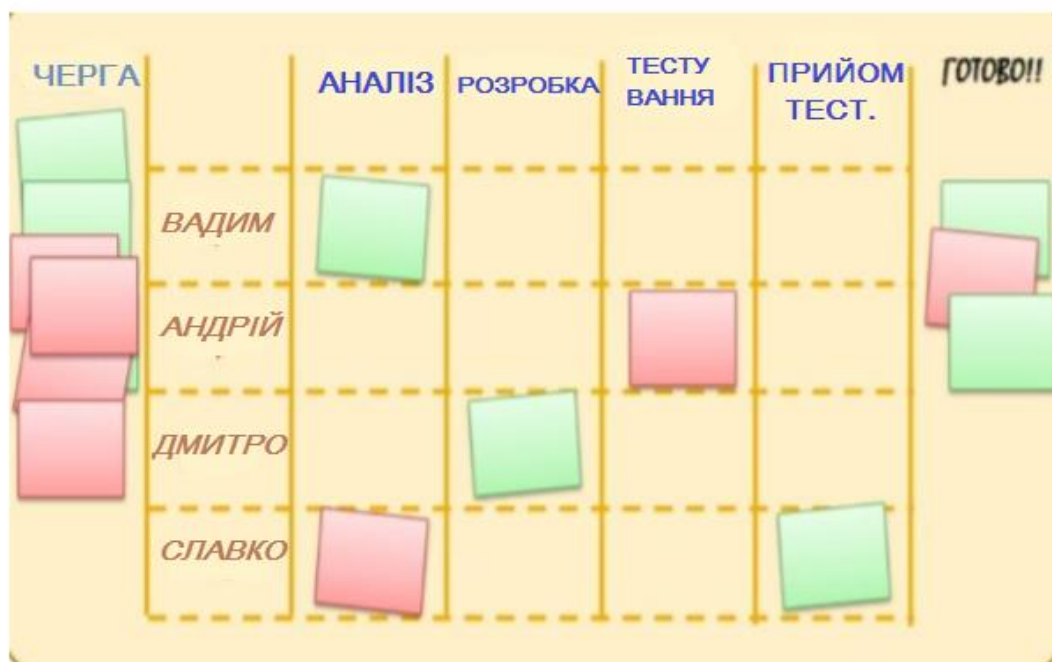 ЧЕРГА
АНАЛІЗ
РОЗРОБКА
ТЕСТУ
ВАННЯ
ПРИЙОМ
ТЕСТ.
ГОТОВО!!
ВАДИМ
АНДРІЙ
ДМИТРО
СЛАВКО